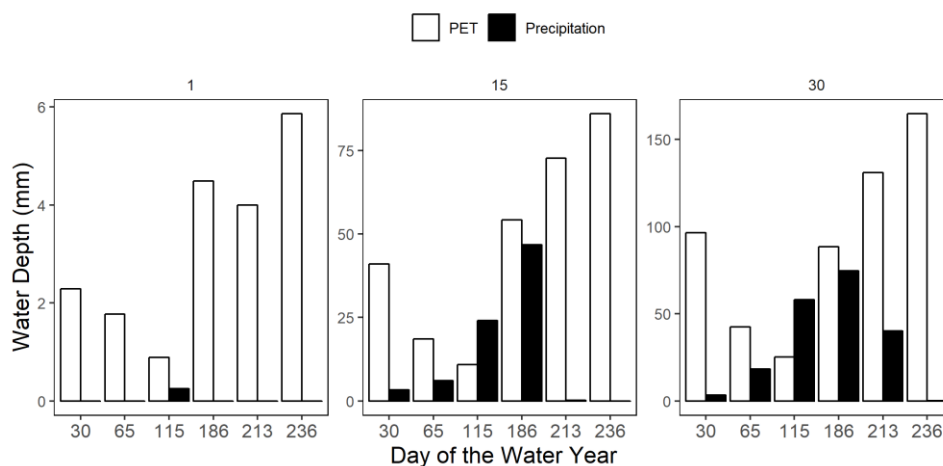 PET Precipitation
1 15 30
Water Depth (mm)
6
4
2
0
75
50
25
0
150
100
50
0
30 65 115 186 213 236
30 65 115 186 213 236
30 65 115 186 213 236
Day of the Water Year